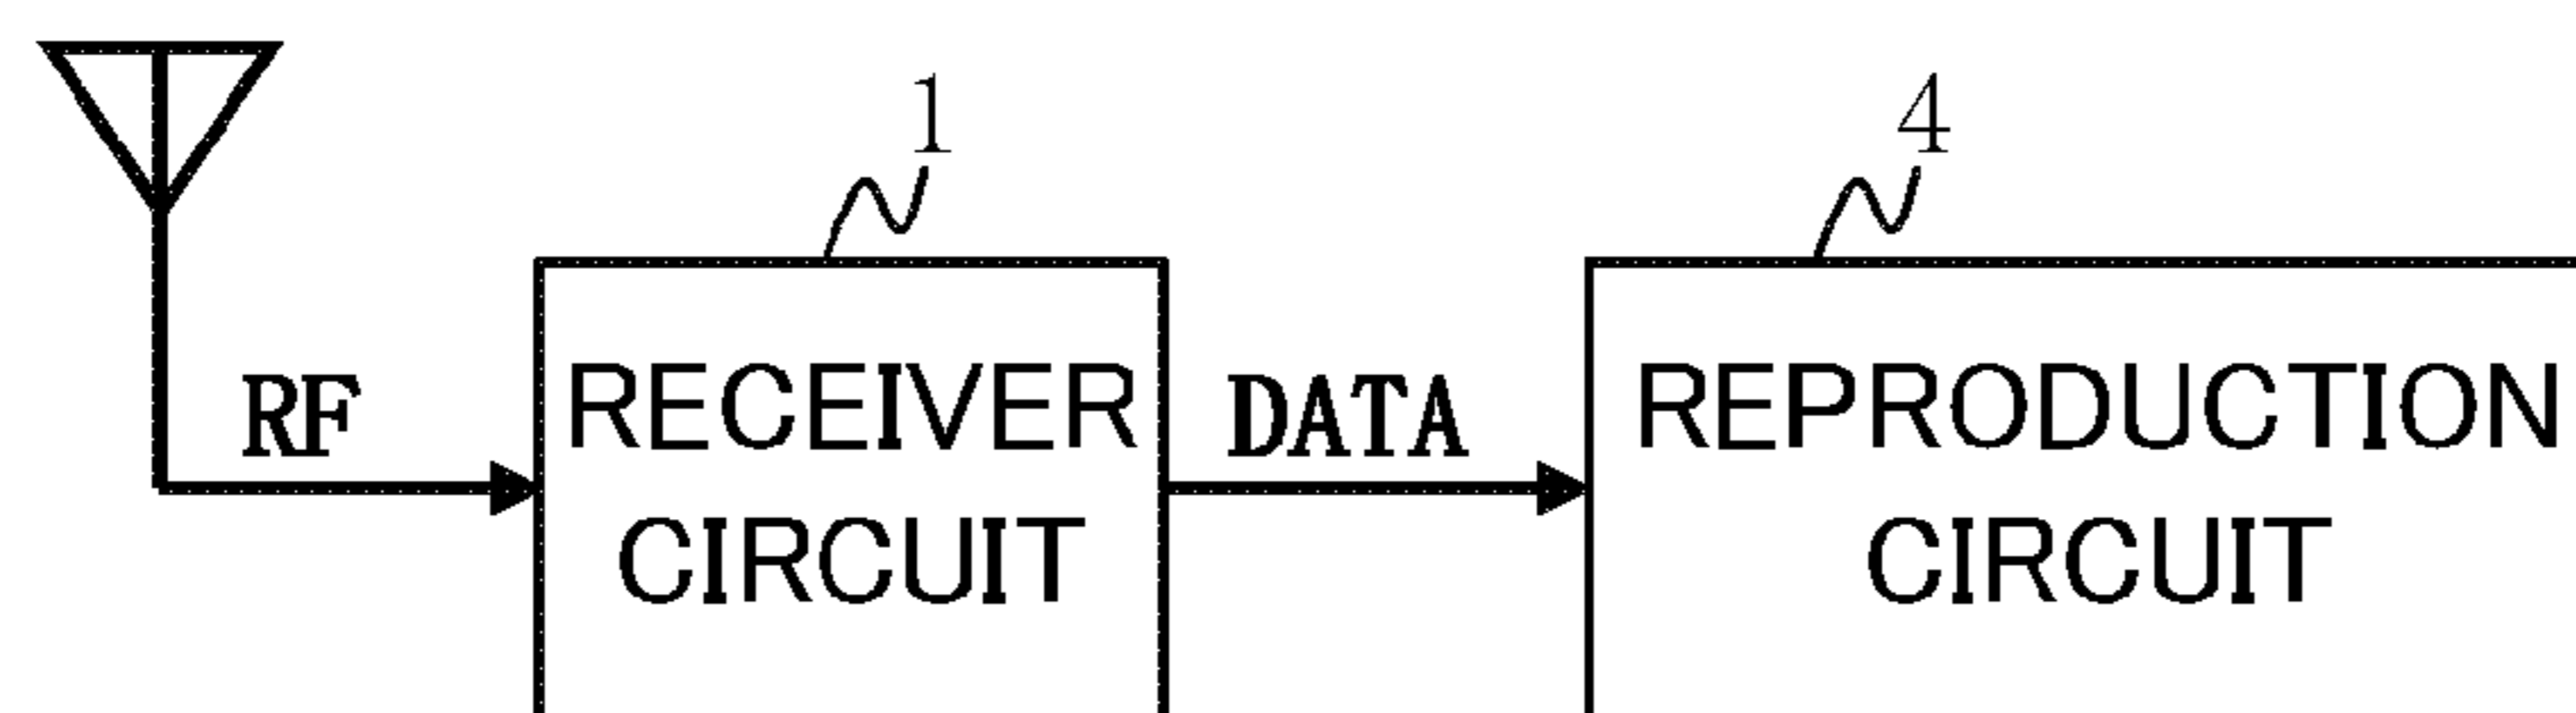 1
4
RF
RECEIVER
CIRCUIT
DATA
REPRODUCTION
CIRCUIT